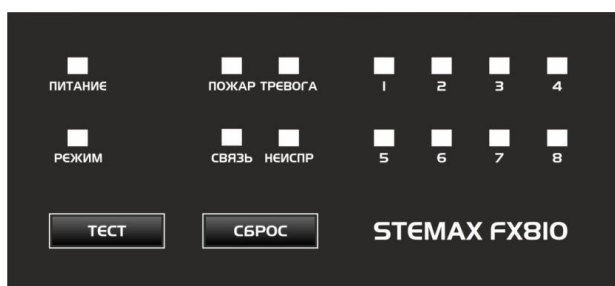 ПИТАНИЕ ПОЖАР ТРЕВОГА 1 2 3 4
РЕЖИМ СВЯЗЬ НЕИСПР 5 6 7 8
ТЕСТ СБРОС STEMAX FX810